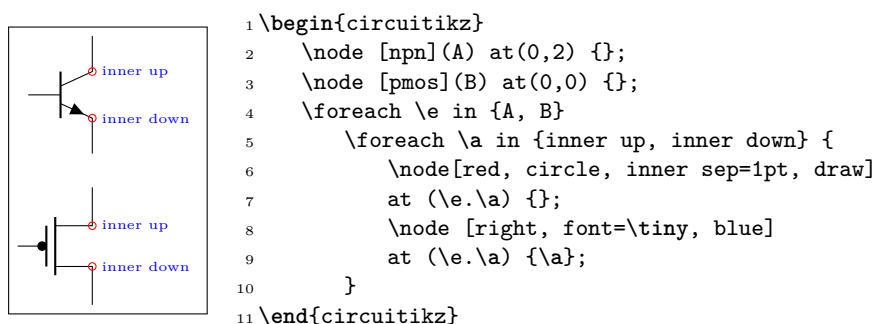 inner up
inner down
inner up
inner down
1 \begin{circuitikz}
2     \node [npn](A) at(0,2) {};
3     \node [pmos](B) at(0,0) {};
4     \foreach \e in {A, B}
5         \foreach \a in {inner up, inner down} {
6             \node[red, circle, inner sep=1pt, draw]
7             at (\e.\a) {};
8             \node [right, font=\tiny, blue]
9             at (\e.\a) {\a};
10         }
11 \end{circuitikz}